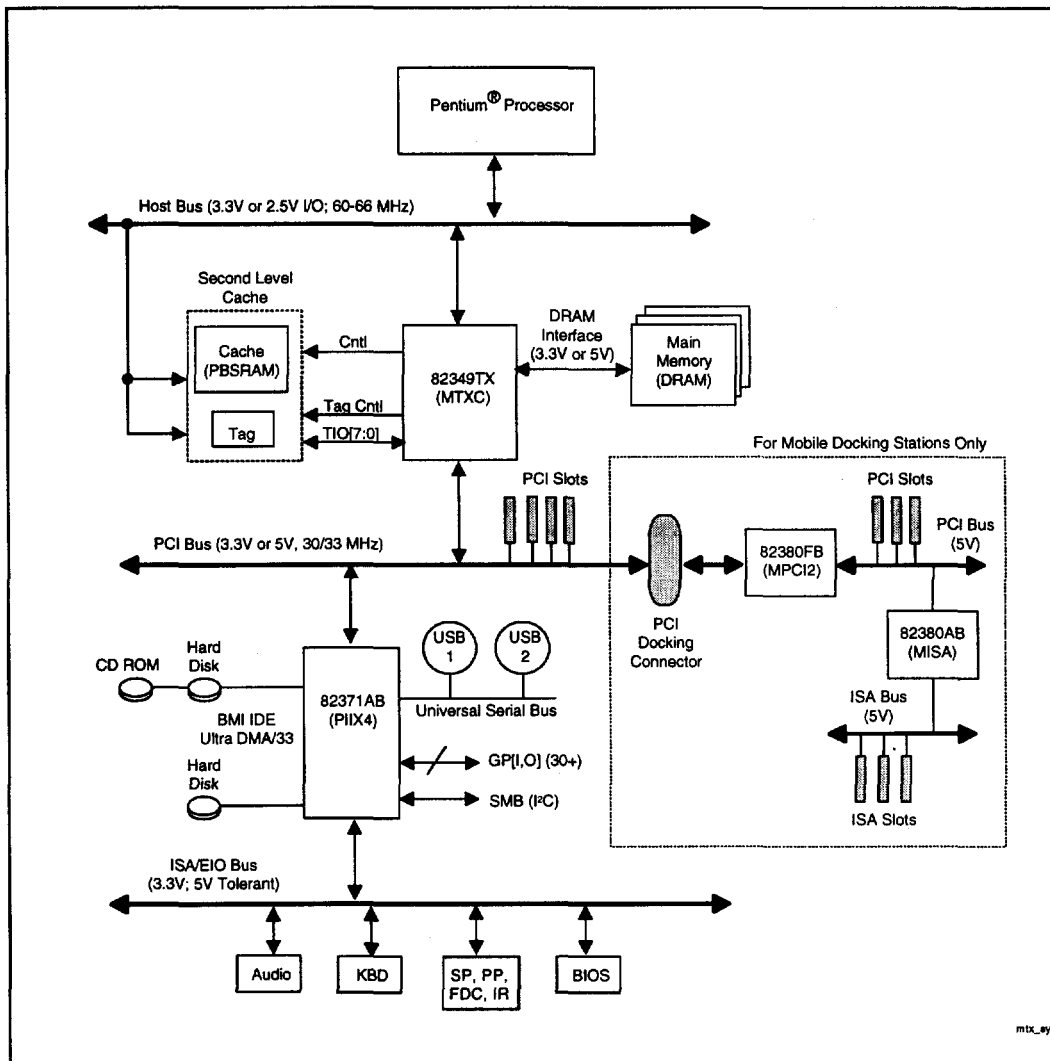 Pentium® Processor
Host Bus (3.3V or 2.5V I/O; 60-66 MHz)
Second Level
Cache
Cache
(PBSRAM)
Tag
Cntl
Tag Cntl
TIO[7:0]
82349TX
(MTXC)
DRAM
Interface
(3.3V or 5V)
Main
Memory
(DRAM)
For Mobile Docking Stations Only
PCI Slots
PCI Slots
PCI Bus
(5V)
PCI Bus (3.3V or 5V, 30/33 MHz)
82380FB
(MPCI2)
PCI
Docking
Connector
82380AB
(MISA)
ISA Bus
(5V)
ISA Slots
CD ROM
Hard
Disk
BMI IDE
Ultra DMA/33
Hard
Disk
82371AB
(PIIX4)
USB
1
USB
2
Universal Serial Bus
GP[I,O] (30+)
SMB (I²C)
ISA/EIO Bus
(3.3V; 5V Tolerant)
Audio
KBD
SP, PP,
FDC, IR
BIOS
mtx_sy